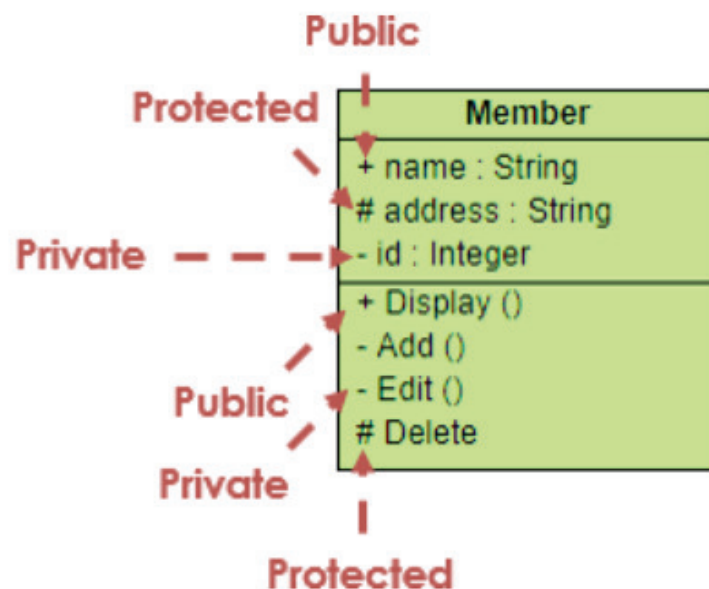 Public
Protected
Member
+ name : String
# address : String
Private
- id : Integer
+ Display ()
- Add ()
Public
- Edit ()
# Delete
Private
Protected